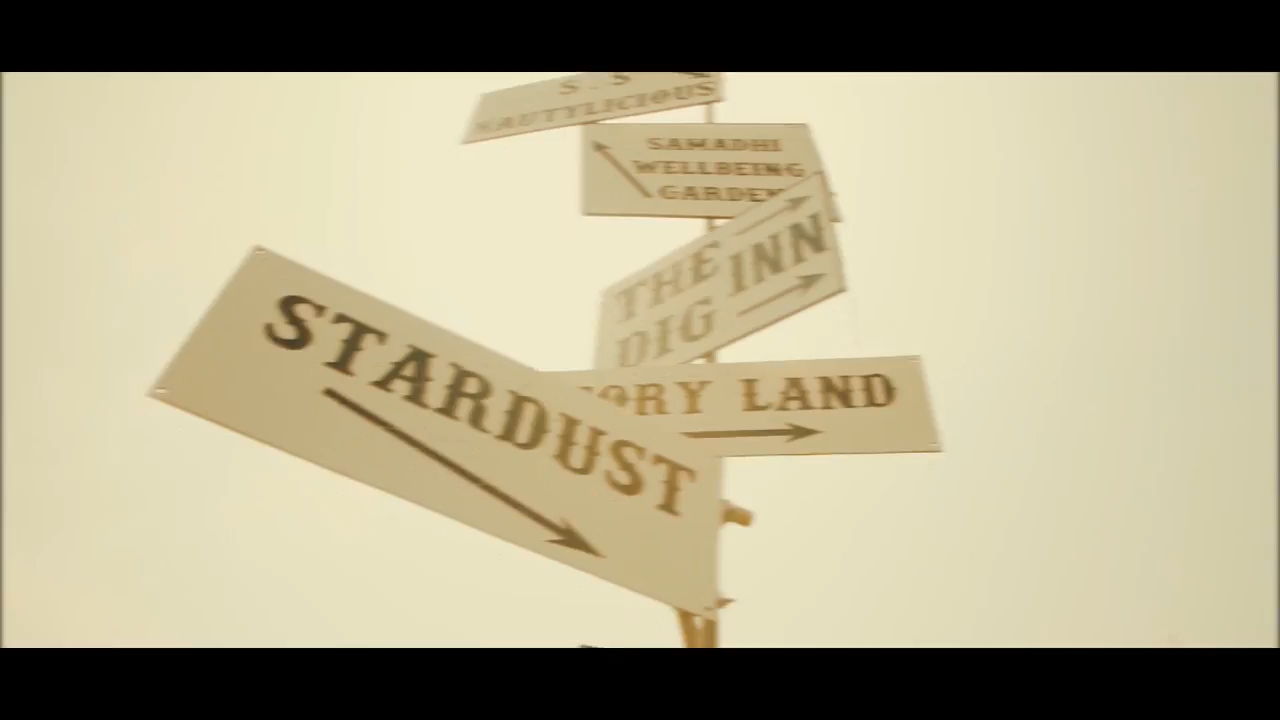 S.S
NAUTYLICIOUS
SAMADHI
WELLBEING
GARDEN
THE INN
DIG
STARDUST
LAND